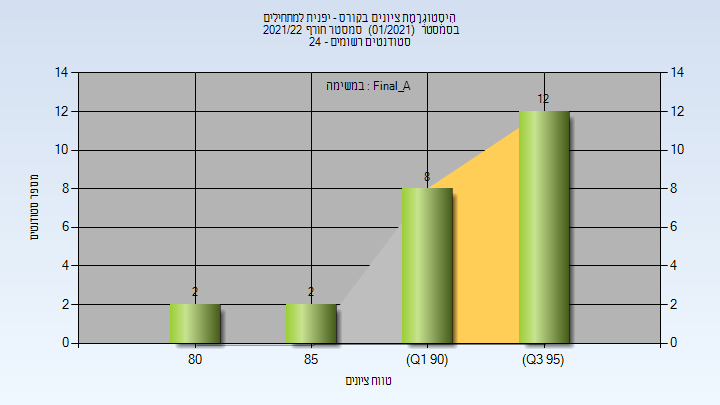 היסטוגרמת ציונים בקורס - יפנית למתחילים
בסמסטר (01/2021) סמסטר חורף 2021/22
סטודנטים רשומים - 24
במשימה : Final_A
מספר סטודנטים
14 14
12 12
10 10
8 8
6 6
4 4
2 2
0 0
2 2 8 12
80 85 (Q1 90) (Q3 95)
טווח ציונים